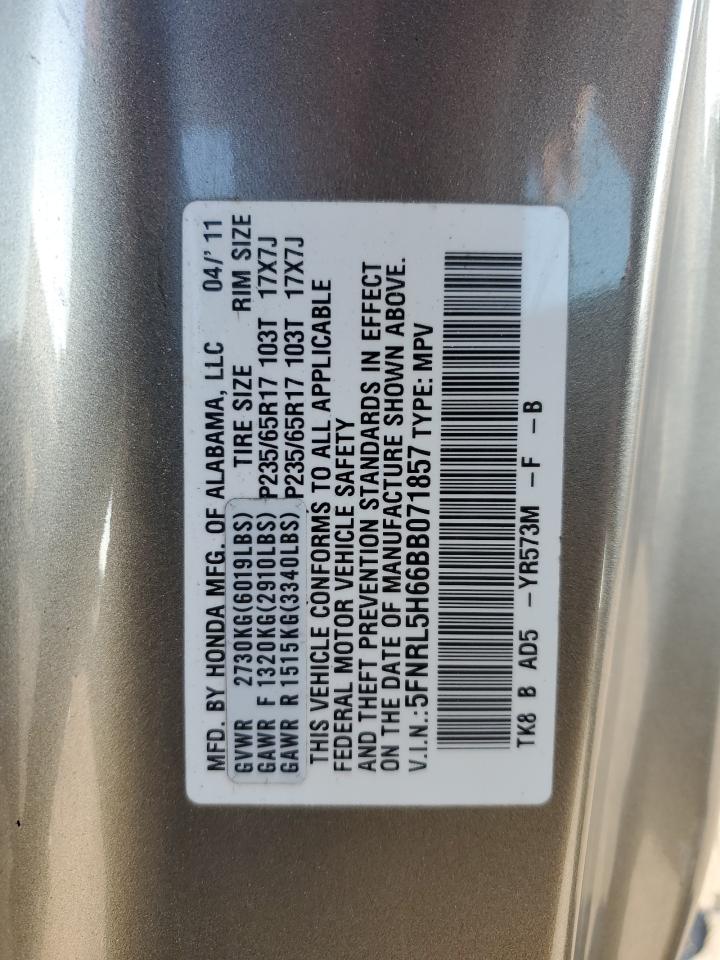 MFD. BY HONDA MFG. OF ALABAMA, LLC 04/' 11
GVWR 2730KG(6019LBS) TIRE SIZE RIM SIZE
GAWR F 1320KG(2910LBS) P235/65R17 103T 17X7J
GAWR R 1515KG(3340LBS) P235/65R17 103T 17X7J
THIS VEHICLE CONFORMS TO ALL APPLICABLE
FEDERAL MOTOR VEHICLE SAFETY
AND THEFT PREVENTION STANDARDS IN EFFECT
ON THE DATE OF MANUFACTURE SHOWN ABOVE.
V.I.N.:5FNRL5H66BB071857 TYPE: MPV
TK8 B AD5 -YR573M -F -B